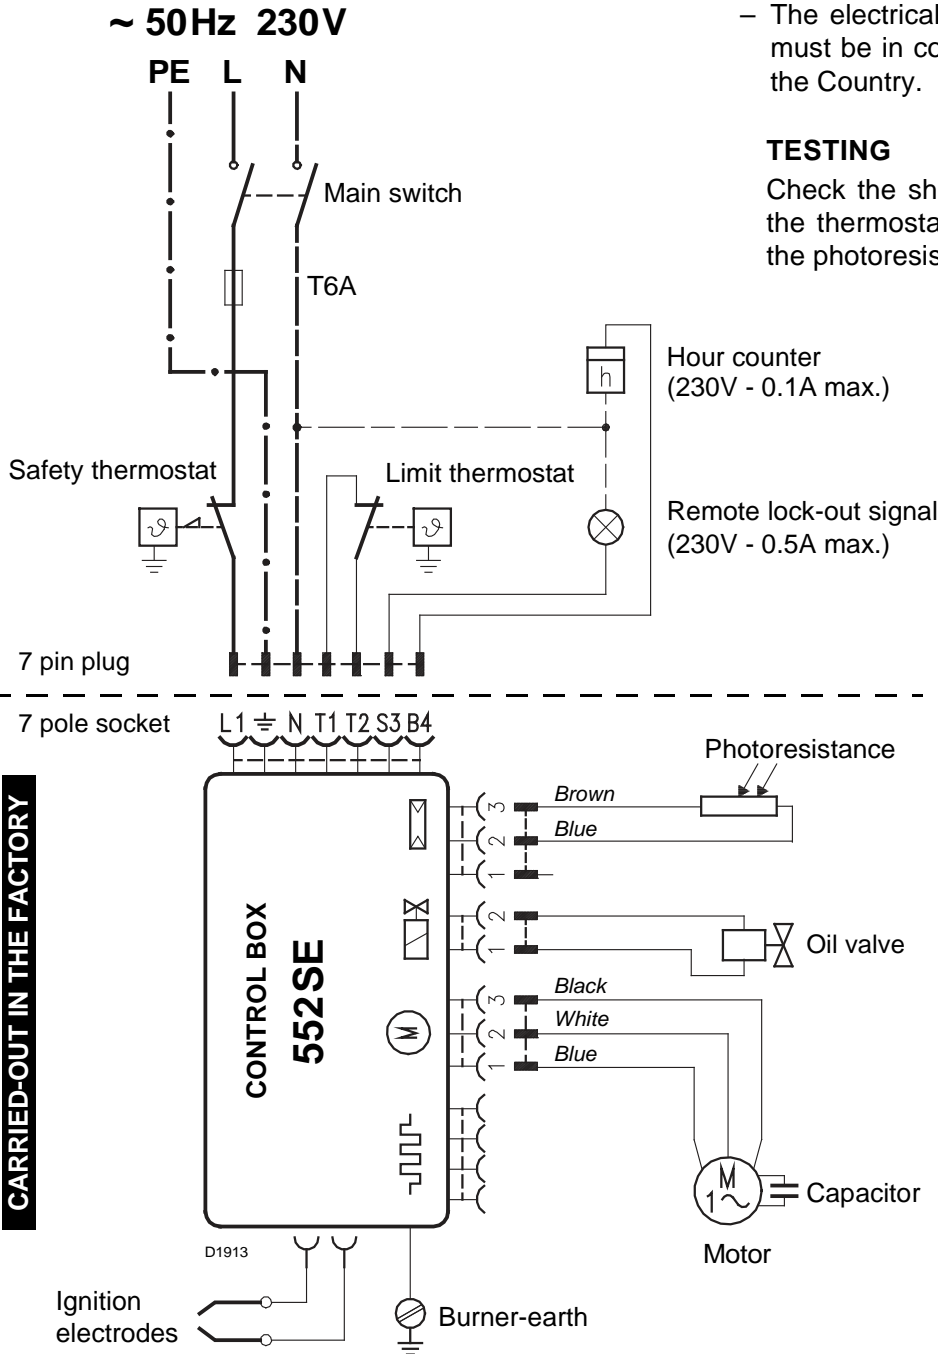 ~ 50Hz 230V
PE L N
Main switch
T6A
– The electrical
must be in co
the Country.
TESTING
Check the sh
the thermosta
the photoresis
Hour counter
(230V - 0.1A max.)
h
Safety thermostat
Limit thermostat
ϑ
ϑ
Remote lock-out signal
(230V - 0.5A max.)
7 pin plug
7 pole socket
L1 N T1 T2 S3 B4
CARRIED-OUT IN THE FACTORY
CONTROL BOX
552SE
Photoresistance
3 Brown
2 Blue
1
2
1
Oil valve
M
3 Black
2 White
1 Blue
M
1~
Capacitor
Motor
D1913
Ignition
electrodes
Burner-earth